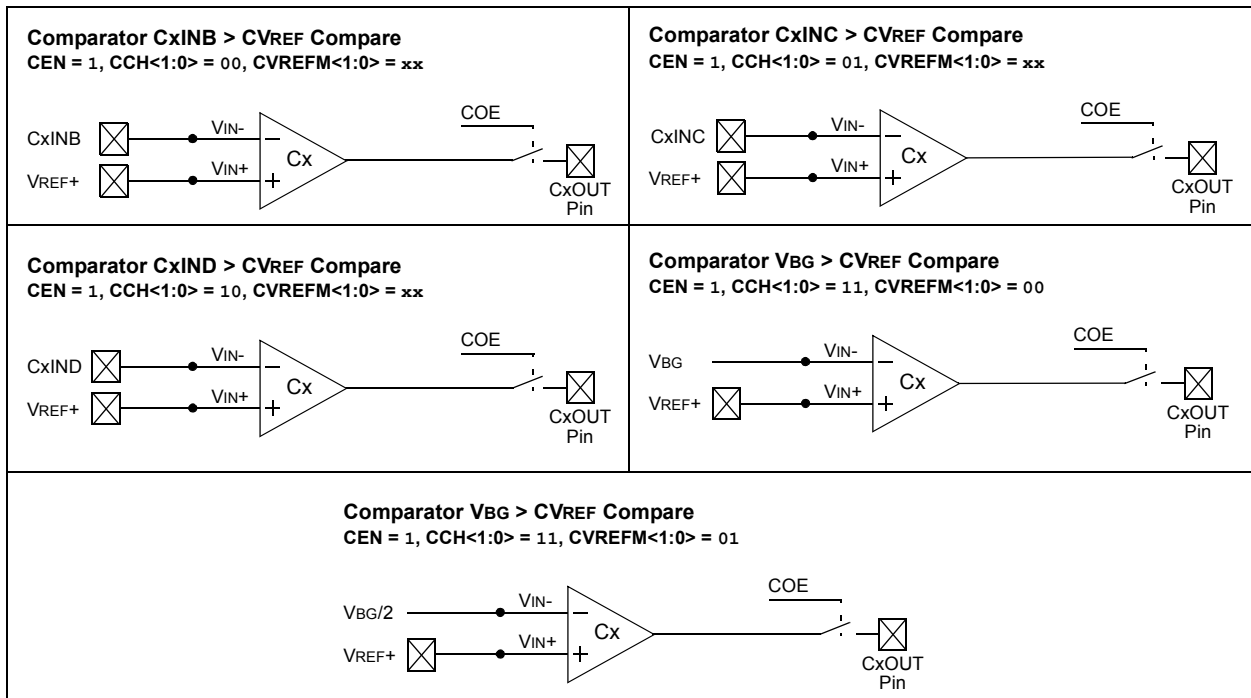 Comparator CxINB > CVREF Compare
CEN = 1, CCH<1:0> = 00, CVREFM<1:0> = xx
COE
CxINB
VIN-
–
Cx
VREF+
VIN+
+
CxOUT
Pin
Comparator CxINC > CVREF Compare
CEN = 1, CCH<1:0> = 01, CVREFM<1:0> = xx
COE
CxINC
VIN-
–
Cx
VREF+
VIN+
+
CxOUT
Pin
Comparator CxIND > CVREF Compare
CEN = 1, CCH<1:0> = 10, CVREFM<1:0> = xx
COE
CxIND
VIN-
–
Cx
VREF+
VIN+
+
CxOUT
Pin
Comparator VBG > CVREF Compare
CEN = 1, CCH<1:0> = 11, CVREFM<1:0> = 00
COE
VBG
VIN-
–
Cx
VREF+
VIN+
+
CxOUT
Pin
Comparator VBG > CVREF Compare
CEN = 1, CCH<1:0> = 11, CVREFM<1:0> = 01
COE
VBG/2
VIN-
–
Cx
VREF+
VIN+
+
CxOUT
Pin